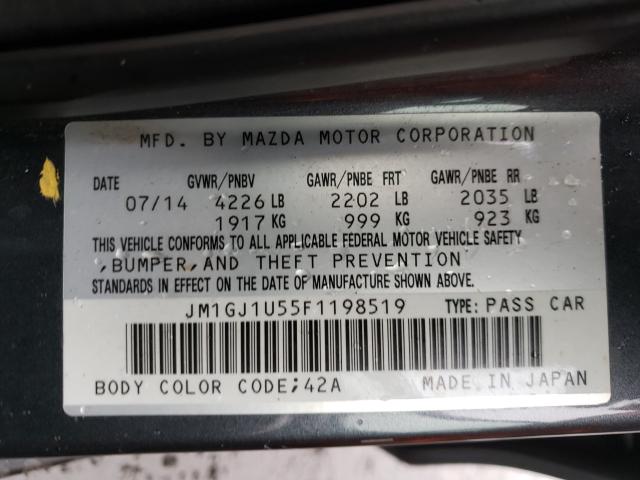 MFD. BY MAZDA MOTOR CORPORATION
DATE GVWR/PNBV GAWR/PNBE FRT GAWR/PNBE RR
07/14 4226 LB 2202 LB 2035 LB
1917 KG 999 KG 923 KG
THIS VEHICLE CONFORMS TO ALL APPLICABLE FEDERAL MOTOR VEHICLE SAFETY
,BUMPER,AND THEFT PREVENTION
STANDARDS IN EFFECT ON THE DATE OF MANUFACTURE SHOWN ABOVE.
JM1GJ1U55F1198519 TYPE: PASS CAR
BODY COLOR CODE;42A MADE IN JAPAN